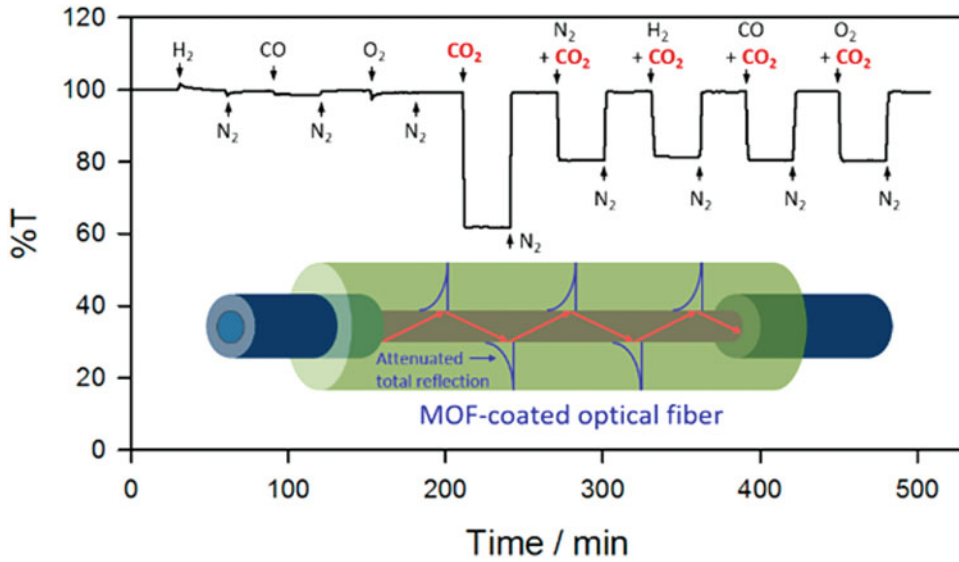 120
100
80
60
40
20
0
%T
H₂
CO
O₂
CO₂
N₂
+ CO₂
H₂
+ CO₂
CO
+ CO₂
O₂
+ CO₂
N₂
N₂
N₂
N₂
N₂
N₂
N₂
N₂
Attenuated
total reflection
MOF-coated optical fiber
0
100
200
300
400
500
Time / min